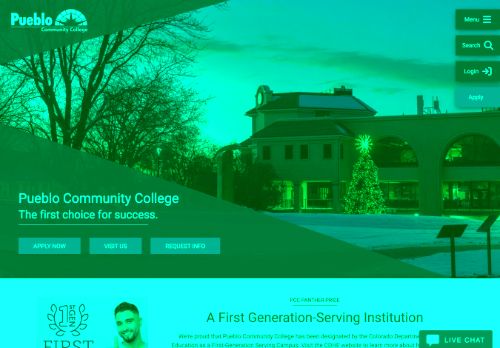 Pueblo
Community College
Menu
Search
Login
Apply
Pueblo Community College
The first choice for success.
APPLY NOW
VISIT US
REQUEST INFO
PCC PANTHER PRIDE
A First Generation-Serving Institution
We're proud that Pueblo Community College has been designated by the Colorado Department
Education as a First-Generation Serving Campus. Visit the CDHE website to learn more about
1
ST
GEN
FIRST
LIVE CHAT